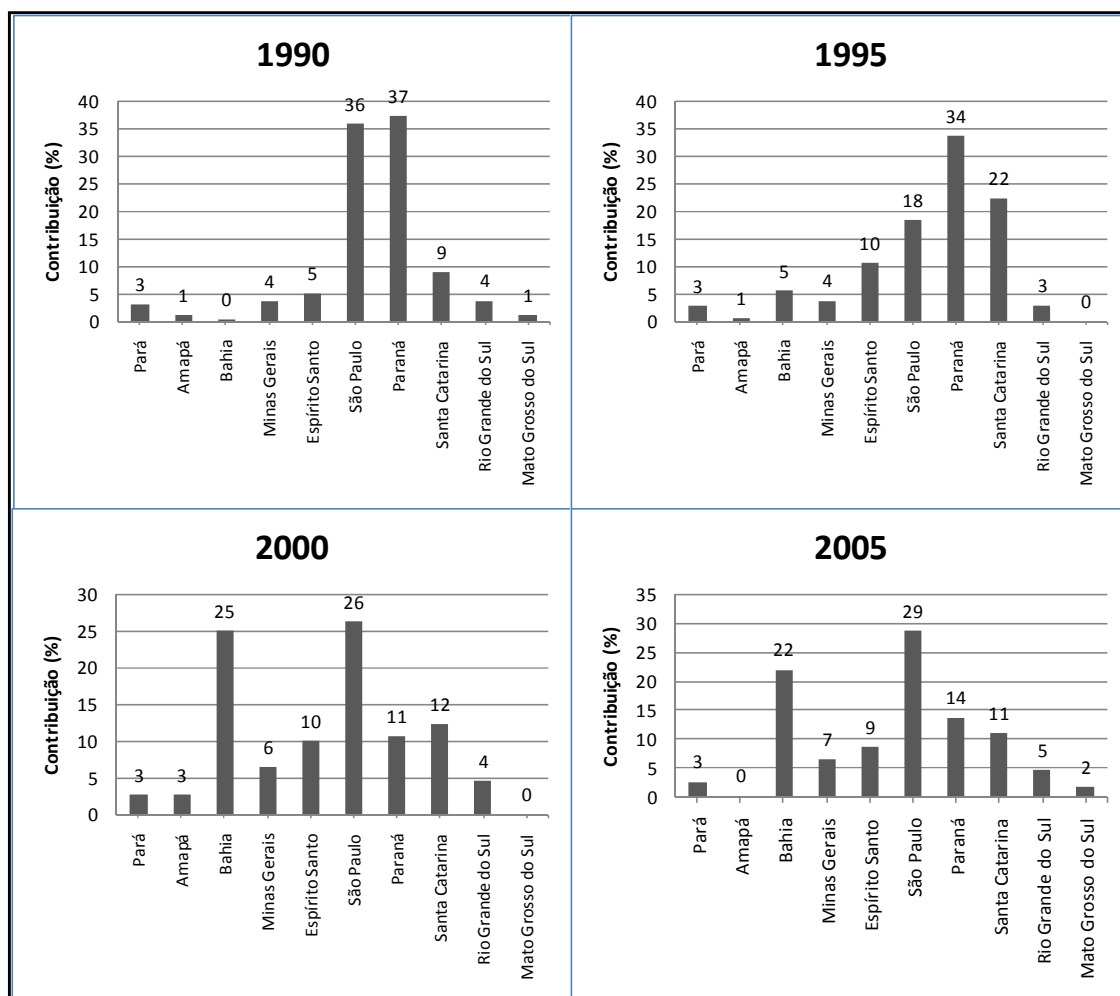 1990
Contribuição (%)
40
35
30
25
20
15
10
5
0
3
1
0
4
5
36
37
9
4
1
Pará
Amapá
Bahia
Minas Gerais
Espírito Santo
São Paulo
Paraná
Santa Catarina
Rio Grande do Sul
Mato Grosso do Sul
1995
Contribuição (%)
40
35
30
25
20
15
10
5
0
3
1
5
4
10
18
34
22
3
0
Pará
Amapá
Bahia
Minas Gerais
Espírito Santo
São Paulo
Paraná
Santa Catarina
Rio Grande do Sul
Mato Grosso do Sul
2000
Contribuição (%)
30
25
20
15
10
5
0
3
3
25
6
10
26
11
12
4
0
Pará
Amapá
Bahia
Minas Gerais
Espírito Santo
São Paulo
Paraná
Santa Catarina
Rio Grande do Sul
Mato Grosso do Sul
2005
Contribuição (%)
35
30
25
20
15
10
5
0
3
0
22
7
9
29
14
11
5
2
Pará
Amapá
Bahia
Minas Gerais
Espírito Santo
São Paulo
Paraná
Santa Catarina
Rio Grande do Sul
Mato Grosso do Sul